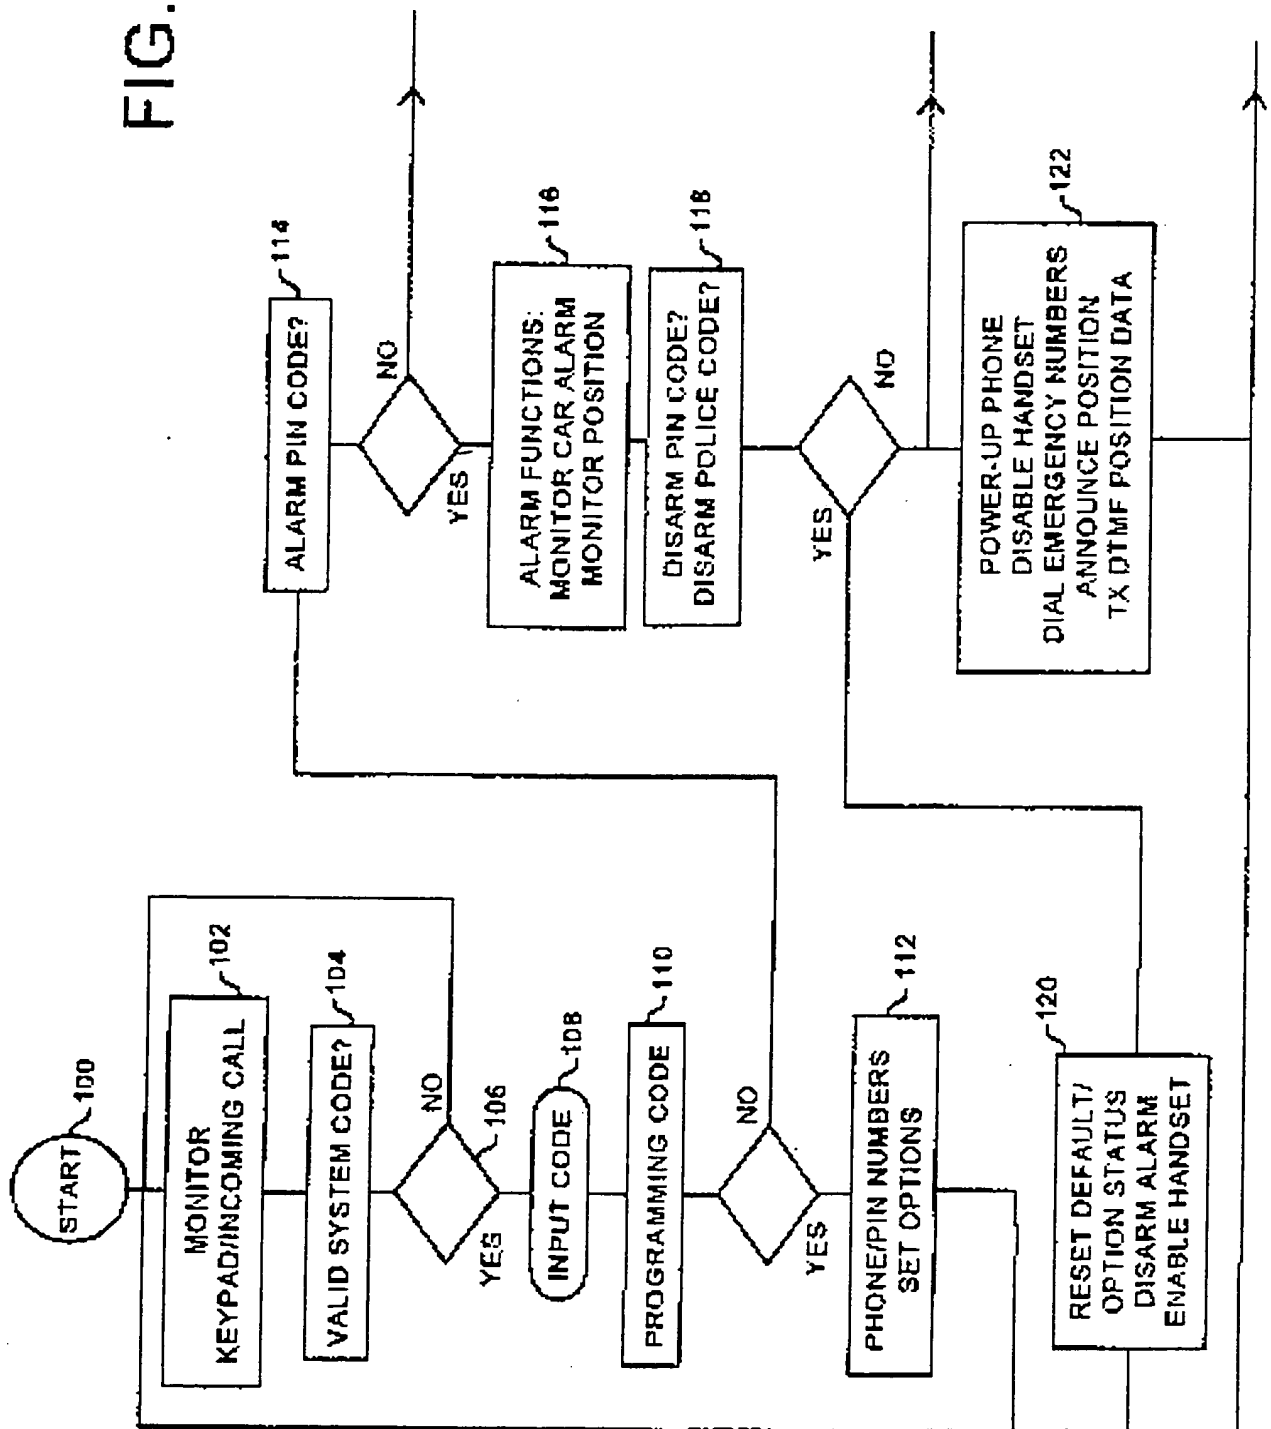 FIG.
START
100
MONITOR
KEYPAD/INCOMING CALL
102
VALID SYSTEM CODE?
104
NO
106
YES
INPUT CODE
108
PROGRAMMING CODE
110
NO
YES
PHONE/PIN NUMBERS
SET OPTIONS
112
RESET DEFAULT/
OPTION STATUS
DISARM ALARM
ENABLE HANDSET
120
ALARM PIN CODE?
114
NO
YES
ALARM FUNCTIONS:
MONITOR CAR ALARM
MONITOR POSITION
116
DISARM PIN CODE?
DISARM POLICE CODE?
118
YES
NO
POWER-UP PHONE
DISABLE HANDSET
DIAL EMERGENCY NUMBERS
ANNOUNCE POSITION
TX DTMF POSITION DATA
122